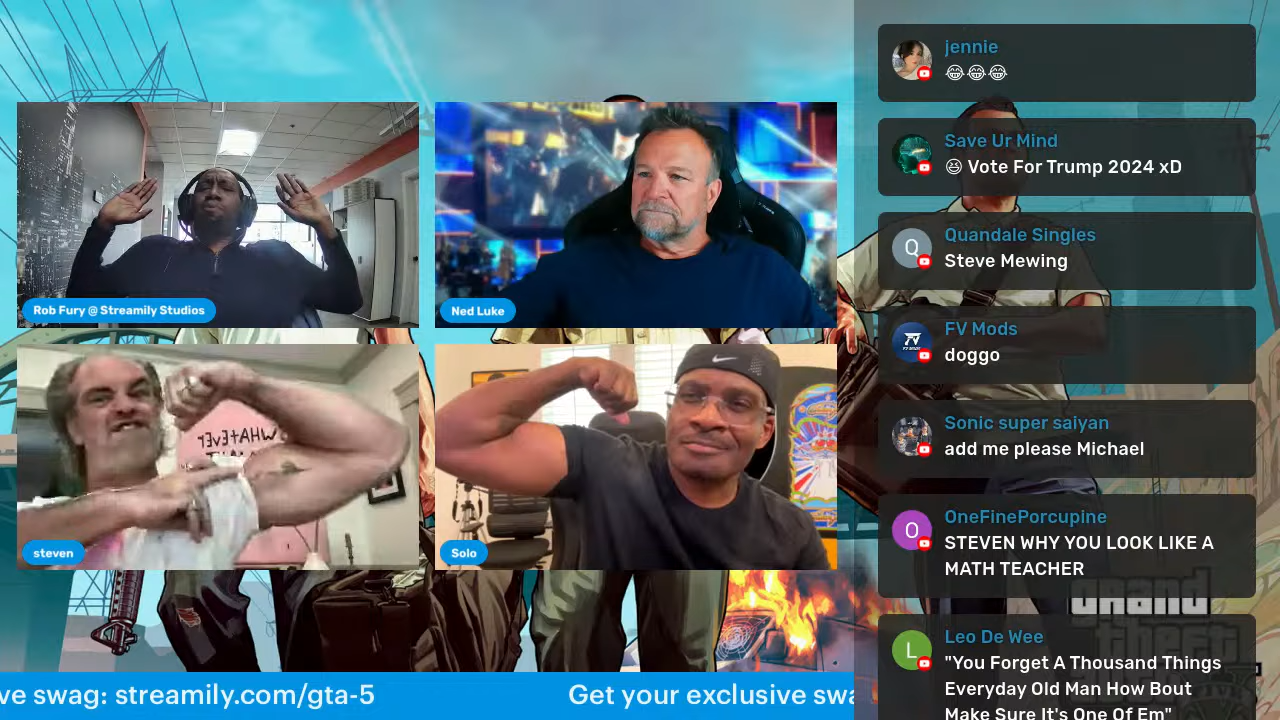 jennie
😂😂😂
Save Ur Mind
😆 Vote For Trump 2024 xD
Q
Quandale Singles
Steve Mewing
FV Mods
doggo
Sonic super saiyan
add me please Michael
O
OneFinePorcupine
STEVEN WHY YOU LOOK LIKE A
MATH TEACHER
L
Leo De Wee
"You Forget A Thousand Things
Everyday Old Man How Bout
Make Sure It's One Of Em"
Rob Fury @ Streamily Studios
Ned Luke
WHATEVER
steven
Solo
grand
theft
ve swag: streamily.com/gta-5
Get your exclusive swa